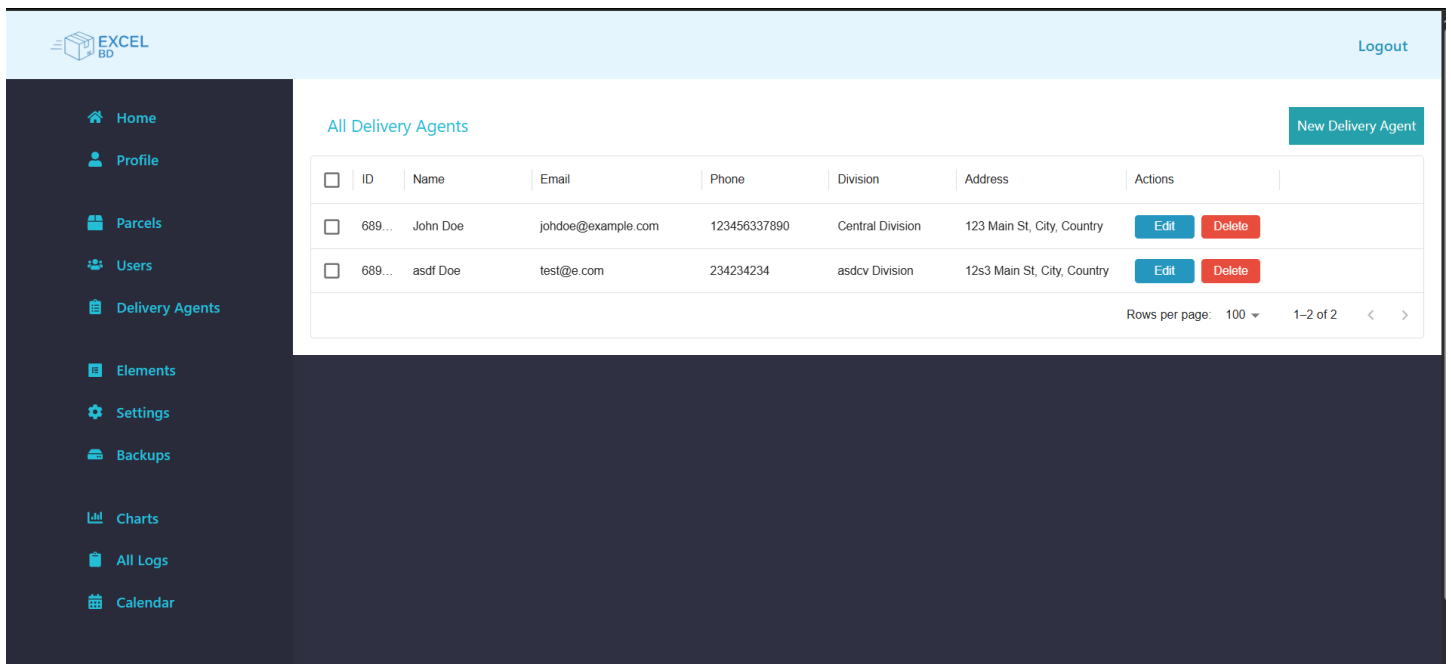 EXCEL
BD
Logout
Home
Profile
Parcels
Users
Delivery Agents
Elements
Settings
Backups
Charts
All Logs
Calendar
All Delivery Agents
New Delivery Agent
ID Name Email Phone Division Address Actions
689... John Doe johdoe@example.com 123456337890 Central Division 123 Main St, City, Country Edit Delete
689... asdf Doe test@e.com 234234234 asdcv Division 12s3 Main St, City, Country Edit Delete
Rows per page: 100 1–2 of 2